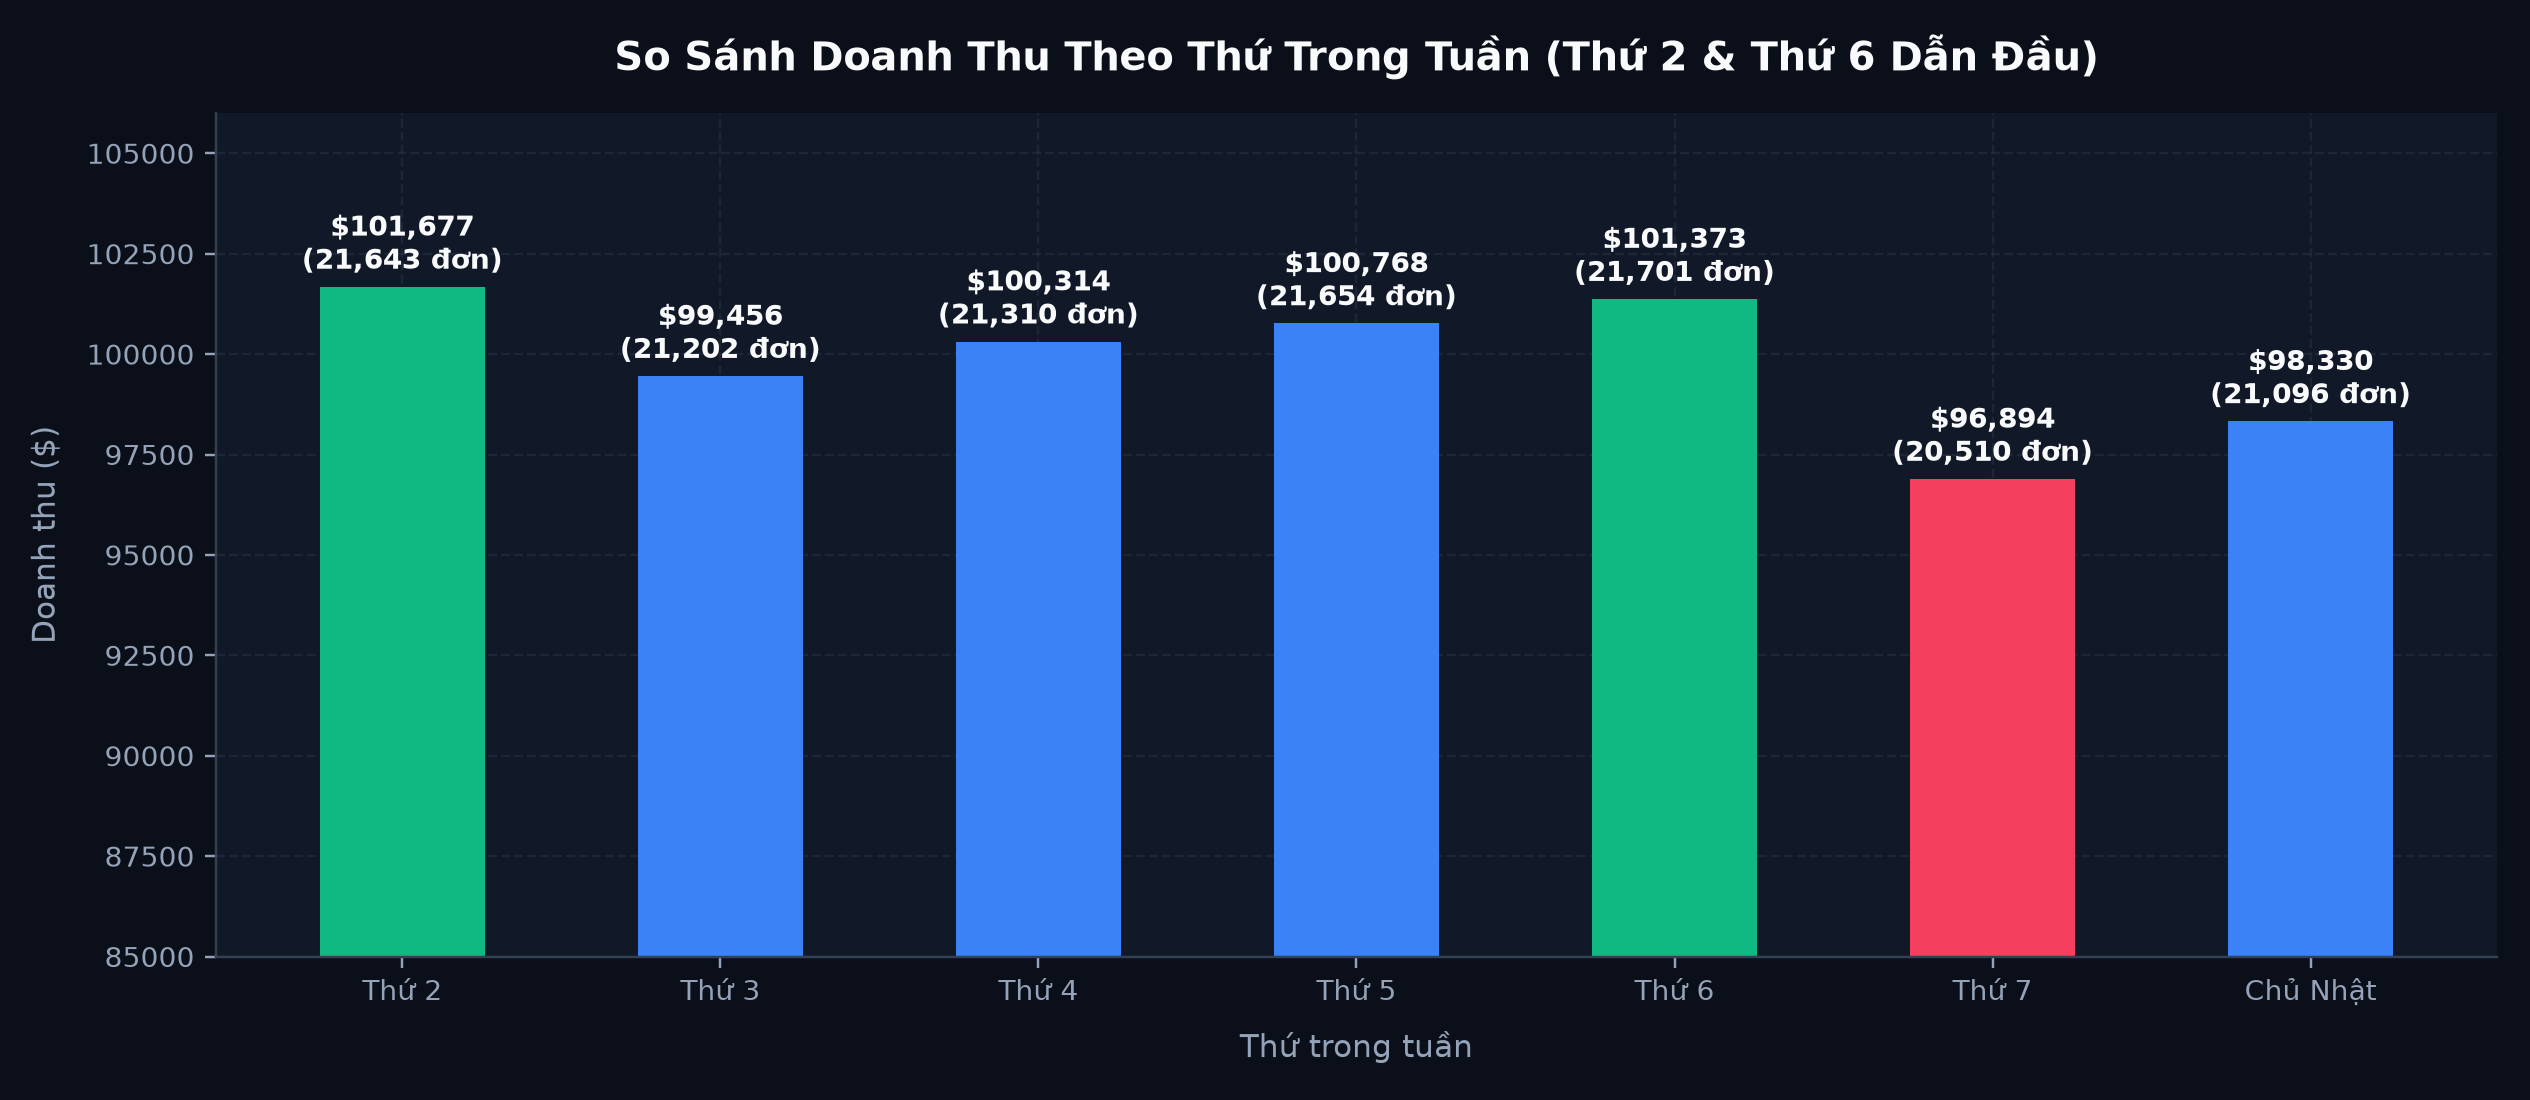 So Sánh Doanh Thu Theo Thứ Trong Tuần (Thứ 2 & Thứ 6 Dẫn Đầu)
Doanh thu ($)
105000
102500
100000
97500
95000
92500
90000
87500
85000
$101,677
(21,643 đơn)
$99,456
(21,202 đơn)
$100,314
(21,310 đơn)
$100,768
(21,654 đơn)
$101,373
(21,701 đơn)
$96,894
(20,510 đơn)
$98,330
(21,096 đơn)
Thứ 2
Thứ 3
Thứ 4
Thứ 5
Thứ 6
Thứ 7
Chủ Nhật
Thứ trong tuần